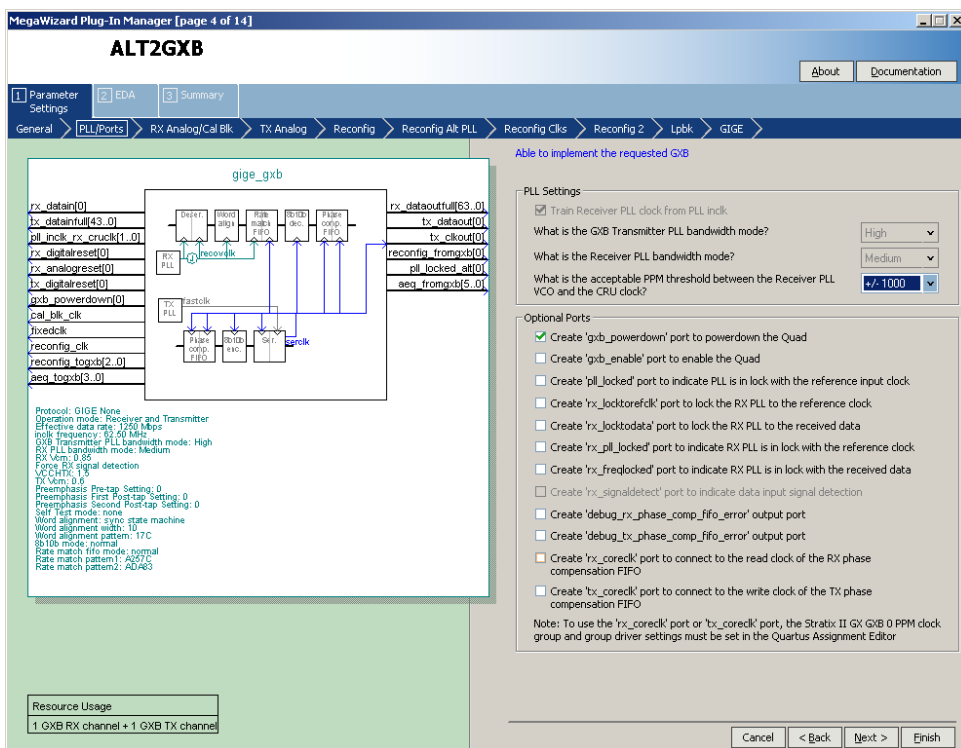 MegaWizard Plug-In Manager [page 4 of 14]
ALT2GXB
About
Documentation
1 Parameter Settings
2 EDA
3 Summary
General
PLL/Ports
RX Analog/Cal Blk
TX Analog
Reconfig
Reconfig Alt PLL
Reconfig Clks
Reconfig 2
Lpbk
GIGE
gige_gxb
rx_datain[0]
tx_datainfull[43..0]
pll_inclk_rx_cruclk[1..0]
rx_digitalreset[0]
rx_analogreset[0]
tx_digitalreset[0]
gxb_powerdown[0]
cal_blk_clk
fixedclk
reconfig_clk
reconfig_togxb[2..0]
aeq_togxb[3..0]
Deser.
Word align
Rate match FIFO
8b10b dec.
Phase comp. FIFO
RX PLL
recovclk
TX PLL
fastclk
Phase comp. FIFO
8b10b enc.
Ser.
serclk
rx_dataoutfull[63..0]
tx_dataout[0]
tx_clkout[0]
reconfig_fromgxb[0]
pll_locked_alt[0]
aeq_fromgxb[5..0]
Protocol: GIGE None
Operation mode: Receiver and Transmitter
Effective data rate: 1250 Mbps
inclk frequency: 62.50 MHz
GXB Transmitter PLL bandwidth mode: High
RX PLL bandwidth mode: Medium
RX Vcm: 0.85
Force RX signal detection
VCCHTX: 1.5
TX Vcm: 0.6
Preemphasis Pre-tap Setting: 0
Preemphasis First Post-tap Setting: 0
Preemphasis Second Post-tap Setting: 0
Self Test mode: none
Word alignment: sync state machine
Word alignment width: 10
Word alignment pattern: 17C
8b10b mode: normal
Rate match fifo mode: normal
Rate match pattern1: A257C
Rate match pattern2: ADA83
Resource Usage
1 GXB RX channel + 1 GXB TX channel
Able to implement the requested GXB
PLL Settings
Train Receiver PLL clock from PLL inclk
What is the GXB Transmitter PLL bandwidth mode?
High
What is the Receiver PLL bandwidth mode?
Medium
What is the acceptable PPM threshold between the Receiver PLL
VCO and the CRU clock?
+/- 1000
Optional Ports
Create 'gxb_powerdown' port to powerdown the Quad
Create 'gxb_enable' port to enable the Quad
Create 'pll_locked' port to indicate PLL is in lock with the reference input clock
Create 'rx_locktorefclk' port to lock the RX PLL to the reference clock
Create 'rx_locktodata' port to lock the RX PLL to the received data
Create 'rx_pll_locked' port to indicate RX PLL is in lock with the reference clock
Create 'rx_freqlocked' port to indicate RX PLL is in lock with the received data
Create 'rx_signaldetect' port to indicate data input signal detection
Create 'debug_rx_phase_comp_fifo_error' output port
Create 'debug_tx_phase_comp_fifo_error' output port
Create 'rx_coreclk' port to connect to the read clock of the RX phase
compensation FIFO
Create 'tx_coreclk' port to connect to the write clock of the TX phase
compensation FIFO
Note: To use the 'rx_coreclk' port or 'tx_coreclk' port, the Stratix II GX GXB 0 PPM clock
group and group driver settings must be set in the Quartus Assignment Editor
Cancel
< Back
Next >
Finish